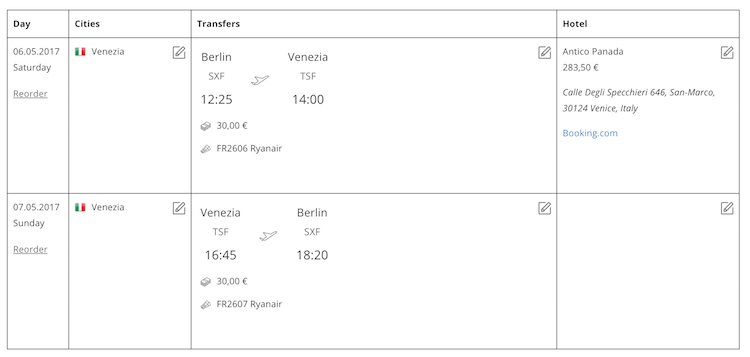 Day Cities Transfers Hotel
06.05.2017
Saturday
Reorder
Venezia
Berlin Venezia
SXF TSF
12:25 14:00
30,00 €
FR2606 Ryanair
Antico Panada
283,50 €
Calle Degli Specchieri 646, San-Marco,
30124 Venice, Italy
Booking.com
07.05.2017
Sunday
Reorder
Venezia
Venezia Berlin
TSF SXF
16:45 18:20
30,00 €
FR2607 Ryanair